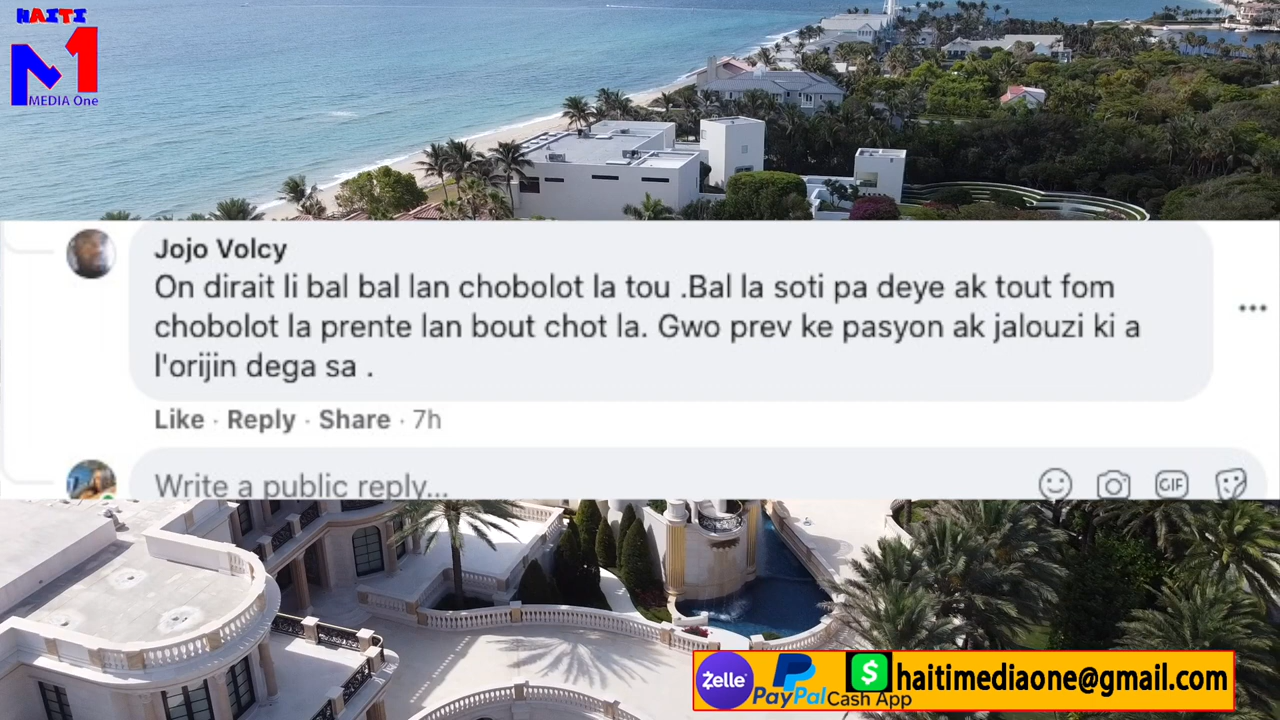 HAITI
M1
MEDIA One
Jojo Volcy
On dirait li bal bal lan chobolot la tou .Bal la soti pa deye ak tout fom
chobolot la prente lan bout chot la. Gwo prev ke pasyon ak jalouzi ki a
l'orijin dega sa .
Like · Reply · Share · 7h
Write a public reply...
GIF
Zelle PayPal $ Cash App haitimediaone@gmail.com